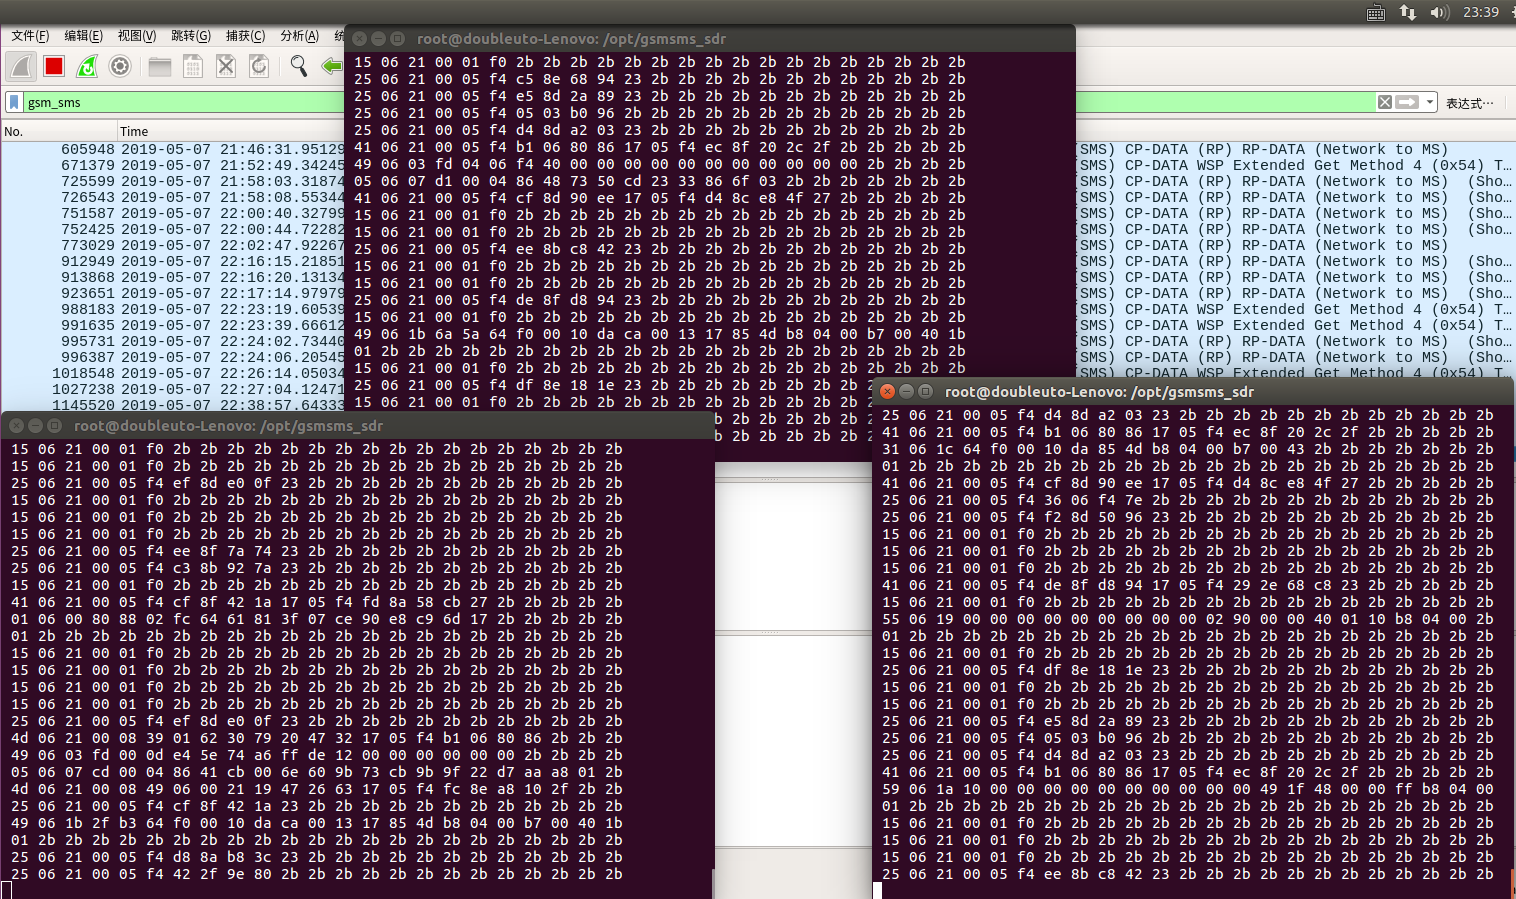 23:39
文件(F) 编辑(E) 视图(V) 跳转(G) 捕获(C) 分析(A) 统
gsm_sms
表达式…
No. Time
605948 2019-05-07 21:46:31.95129
671379 2019-05-07 21:52:49.34245
725599 2019-05-07 21:58:03.31874
726543 2019-05-07 21:58:08.55344
751587 2019-05-07 22:00:40.32799
752425 2019-05-07 22:00:44.72282
773029 2019-05-07 22:02:47.92267
912949 2019-05-07 22:16:15.21851
913868 2019-05-07 22:16:20.13134
923651 2019-05-07 22:17:14.97979
988183 2019-05-07 22:23:19.60539
991635 2019-05-07 22:23:39.66612
995731 2019-05-07 22:24:02.73440
996387 2019-05-07 22:24:06.20545
1018548 2019-05-07 22:26:14.05034
1027238 2019-05-07 22:27:04.12471
1145520 2019-05-07 22:38:57.64333
SMS) CP-DATA (RP) RP-DATA (Network to MS)
SMS) CP-DATA WSP Extended Get Method 4 (0x54) T…
SMS) CP-DATA (RP) RP-DATA (Network to MS) (Sho…
SMS) CP-DATA (RP) RP-DATA (Network to MS) (Sho…
SMS) CP-DATA (RP) RP-DATA (Network to MS) (Sho…
SMS) CP-DATA (RP) RP-DATA (Network to MS) (Sho…
SMS) CP-DATA (RP) RP-DATA (Network to MS)
SMS) CP-DATA (RP) RP-DATA (Network to MS) (Sho…
SMS) CP-DATA (RP) RP-DATA (Network to MS) (Sho…
SMS) CP-DATA (RP) RP-DATA (Network to MS) (Sho…
SMS) CP-DATA WSP Extended Get Method 4 (0x54) T…
SMS) CP-DATA WSP Extended Get Method 4 (0x54) T…
SMS) CP-DATA (RP) RP-DATA (Network to MS) (Sho…
SMS) CP-DATA (RP) RP-DATA (Network to MS) (Sho…
SMS) CP-DATA WSP Extended Get Method 4 (0x54) T…
root@doubleuto-Lenovo: /opt/gsmsms_sdr
15 06 21 00 01 f0 2b 2b 2b 2b 2b 2b 2b 2b 2b 2b 2b 2b 2b 2b 2b 2b 2b
25 06 21 00 05 f4 c5 8e 68 94 23 2b 2b 2b 2b 2b 2b 2b 2b 2b 2b 2b 2b
25 06 21 00 05 f4 e5 8d 2a 89 23 2b 2b 2b 2b 2b 2b 2b 2b 2b 2b 2b 2b
25 06 21 00 05 f4 05 03 b0 96 2b 2b 2b 2b 2b 2b 2b 2b 2b 2b 2b 2b 2b
25 06 21 00 05 f4 d4 8d a2 03 23 2b 2b 2b 2b 2b 2b 2b 2b 2b 2b 2b 2b
41 06 21 00 05 f4 b1 06 80 86 17 05 f4 ec 8f 20 2c 2f 2b 2b 2b 2b 2b
49 06 03 fd 04 06 f4 40 00 00 00 00 00 00 00 00 00 00 00 2b 2b 2b 2b
05 06 07 d1 00 04 86 48 73 50 cd 23 33 86 6f 03 2b 2b 2b 2b 2b 2b 2b
41 06 21 00 05 f4 cf 8d 90 ee 17 05 f4 d4 8c e8 4f 27 2b 2b 2b 2b 2b
15 06 21 00 01 f0 2b 2b 2b 2b 2b 2b 2b 2b 2b 2b 2b 2b 2b 2b 2b 2b 2b
15 06 21 00 01 f0 2b 2b 2b 2b 2b 2b 2b 2b 2b 2b 2b 2b 2b 2b 2b 2b 2b
25 06 21 00 05 f4 ee 8b c8 42 23 2b 2b 2b 2b 2b 2b 2b 2b 2b 2b 2b 2b
15 06 21 00 01 f0 2b 2b 2b 2b 2b 2b 2b 2b 2b 2b 2b 2b 2b 2b 2b 2b 2b
15 06 21 00 01 f0 2b 2b 2b 2b 2b 2b 2b 2b 2b 2b 2b 2b 2b 2b 2b 2b 2b
25 06 21 00 05 f4 de 8f d8 94 23 2b 2b 2b 2b 2b 2b 2b 2b 2b 2b 2b 2b
15 06 21 00 01 f0 2b 2b 2b 2b 2b 2b 2b 2b 2b 2b 2b 2b 2b 2b 2b 2b 2b
49 06 1b 6a 5a 64 f0 00 10 da ca 00 13 17 85 4d b8 04 00 b7 00 40 1b
01 2b 2b 2b 2b 2b 2b 2b 2b 2b 2b 2b 2b 2b 2b 2b 2b 2b 2b 2b 2b 2b 2b
15 06 21 00 01 f0 2b 2b 2b 2b 2b 2b 2b 2b 2b 2b 2b 2b 2b 2b 2b 2b 2b
25 06 21 00 05 f4 df 8e 18 1e 23 2b 2b 2b 2b 2b 2b 2b 2b 2
15 06 21 00 01 f0 2b 2b 2b 2b 2b 2b 2b 2b 2b 2b 2b 2b 2b 2
b 2b 2b 2b 2b 2b 2
b 2b 2b 2b 2b 2b 2
root@doubleuto-Lenovo: /opt/gsmsms_sdr
15 06 21 00 01 f0 2b 2b 2b 2b 2b 2b 2b 2b 2b 2b 2b 2b 2b 2b 2b 2b 2b
15 06 21 00 01 f0 2b 2b 2b 2b 2b 2b 2b 2b 2b 2b 2b 2b 2b 2b 2b 2b 2b
25 06 21 00 05 f4 ef 8d e0 0f 23 2b 2b 2b 2b 2b 2b 2b 2b 2b 2b 2b 2b
15 06 21 00 01 f0 2b 2b 2b 2b 2b 2b 2b 2b 2b 2b 2b 2b 2b 2b 2b 2b 2b
15 06 21 00 01 f0 2b 2b 2b 2b 2b 2b 2b 2b 2b 2b 2b 2b 2b 2b 2b 2b 2b
15 06 21 00 01 f0 2b 2b 2b 2b 2b 2b 2b 2b 2b 2b 2b 2b 2b 2b 2b 2b 2b
25 06 21 00 05 f4 ee 8f 7a 74 23 2b 2b 2b 2b 2b 2b 2b 2b 2b 2b 2b 2b
25 06 21 00 05 f4 c3 8b 92 7a 23 2b 2b 2b 2b 2b 2b 2b 2b 2b 2b 2b 2b
15 06 21 00 01 f0 2b 2b 2b 2b 2b 2b 2b 2b 2b 2b 2b 2b 2b 2b 2b 2b 2b
41 06 21 00 05 f4 cf 8f 42 1a 17 05 f4 fd 8a 58 cb 27 2b 2b 2b 2b 2b
01 06 00 80 88 02 fc 64 61 81 3f 07 ce 90 e8 c9 6d 17 2b 2b 2b 2b 2b
01 2b 2b 2b 2b 2b 2b 2b 2b 2b 2b 2b 2b 2b 2b 2b 2b 2b 2b 2b 2b 2b 2b
15 06 21 00 01 f0 2b 2b 2b 2b 2b 2b 2b 2b 2b 2b 2b 2b 2b 2b 2b 2b 2b
15 06 21 00 01 f0 2b 2b 2b 2b 2b 2b 2b 2b 2b 2b 2b 2b 2b 2b 2b 2b 2b
15 06 21 00 01 f0 2b 2b 2b 2b 2b 2b 2b 2b 2b 2b 2b 2b 2b 2b 2b 2b 2b
15 06 21 00 01 f0 2b 2b 2b 2b 2b 2b 2b 2b 2b 2b 2b 2b 2b 2b 2b 2b 2b
25 06 21 00 05 f4 ef 8d e0 0f 23 2b 2b 2b 2b 2b 2b 2b 2b 2b 2b 2b 2b
4d 06 21 00 08 39 01 62 30 79 20 47 32 17 05 f4 b1 06 80 86 2b 2b 2b
49 06 03 fd 00 0d e4 5e 74 a6 ff de 12 00 00 00 00 00 00 2b 2b 2b 2b
05 06 07 cd 00 04 86 41 cb 00 6e 60 9b 73 cb 9b 9f 22 d7 aa a8 01 2b
4d 06 21 00 08 49 06 00 21 19 47 26 63 17 05 f4 fc 8e a8 10 2f 2b 2b
25 06 21 00 05 f4 cf 8f 42 1a 23 2b 2b 2b 2b 2b 2b 2b 2b 2b 2b 2b 2b
49 06 1b 2f b3 64 f0 00 10 da ca 00 13 17 85 4d b8 04 00 b7 00 40 1b
01 2b 2b 2b 2b 2b 2b 2b 2b 2b 2b 2b 2b 2b 2b 2b 2b 2b 2b 2b 2b 2b 2b
25 06 21 00 05 f4 d8 8a b8 3c 23 2b 2b 2b 2b 2b 2b 2b 2b 2b 2b 2b 2b
25 06 21 00 05 f4 42 2f 9e 80 2b 2b 2b 2b 2b 2b 2b 2b 2b 2b 2b 2b 2b
root@doubleuto-Lenovo: /opt/gsmsms_sdr
25 06 21 00 05 f4 d4 8d a2 03 23 2b 2b 2b 2b 2b 2b 2b 2b 2b 2b 2b 2b
41 06 21 00 05 f4 b1 06 80 86 17 05 f4 ec 8f 20 2c 2f 2b 2b 2b 2b 2b
31 06 1c 64 f0 00 10 da 85 4d b8 04 00 b7 00 43 2b 2b 2b 2b 2b 2b 2b
01 2b 2b 2b 2b 2b 2b 2b 2b 2b 2b 2b 2b 2b 2b 2b 2b 2b 2b 2b 2b 2b 2b
41 06 21 00 05 f4 cf 8d 90 ee 17 05 f4 d4 8c e8 4f 27 2b 2b 2b 2b 2b
25 06 21 00 05 f4 36 06 f4 7e 2b 2b 2b 2b 2b 2b 2b 2b 2b 2b 2b 2b 2b
25 06 21 00 05 f4 f2 8d 50 96 23 2b 2b 2b 2b 2b 2b 2b 2b 2b 2b 2b 2b
15 06 21 00 01 f0 2b 2b 2b 2b 2b 2b 2b 2b 2b 2b 2b 2b 2b 2b 2b 2b 2b
15 06 21 00 01 f0 2b 2b 2b 2b 2b 2b 2b 2b 2b 2b 2b 2b 2b 2b 2b 2b 2b
15 06 21 00 01 f0 2b 2b 2b 2b 2b 2b 2b 2b 2b 2b 2b 2b 2b 2b 2b 2b 2b
41 06 21 00 05 f4 de 8f d8 94 17 05 f4 29 2e 68 c8 23 2b 2b 2b 2b 2b
15 06 21 00 01 f0 2b 2b 2b 2b 2b 2b 2b 2b 2b 2b 2b 2b 2b 2b 2b 2b 2b
55 06 19 00 00 00 00 00 00 00 00 00 02 90 00 00 40 01 10 b8 04 00 2b
01 2b 2b 2b 2b 2b 2b 2b 2b 2b 2b 2b 2b 2b 2b 2b 2b 2b 2b 2b 2b 2b 2b
15 06 21 00 01 f0 2b 2b 2b 2b 2b 2b 2b 2b 2b 2b 2b 2b 2b 2b 2b 2b 2b
25 06 21 00 05 f4 df 8e 18 1e 23 2b 2b 2b 2b 2b 2b 2b 2b 2b 2b 2b 2b
15 06 21 00 01 f0 2b 2b 2b 2b 2b 2b 2b 2b 2b 2b 2b 2b 2b 2b 2b 2b 2b
15 06 21 00 01 f0 2b 2b 2b 2b 2b 2b 2b 2b 2b 2b 2b 2b 2b 2b 2b 2b 2b
25 06 21 00 05 f4 e5 8d 2a 89 23 2b 2b 2b 2b 2b 2b 2b 2b 2b 2b 2b 2b
25 06 21 00 05 f4 05 03 b0 96 2b 2b 2b 2b 2b 2b 2b 2b 2b 2b 2b 2b 2b
25 06 21 00 05 f4 d4 8d a2 03 23 2b 2b 2b 2b 2b 2b 2b 2b 2b 2b 2b 2b
41 06 21 00 05 f4 b1 06 80 86 17 05 f4 ec 8f 20 2c 2f 2b 2b 2b 2b 2b
59 06 1a 10 00 00 00 00 00 00 00 00 00 00 49 1f 48 00 00 ff b8 04 00
01 2b 2b 2b 2b 2b 2b 2b 2b 2b 2b 2b 2b 2b 2b 2b 2b 2b 2b 2b 2b 2b 2b
15 06 21 00 01 f0 2b 2b 2b 2b 2b 2b 2b 2b 2b 2b 2b 2b 2b 2b 2b 2b 2b
15 06 21 00 01 f0 2b 2b 2b 2b 2b 2b 2b 2b 2b 2b 2b 2b 2b 2b 2b 2b 2b
15 06 21 00 01 f0 2b 2b 2b 2b 2b 2b 2b 2b 2b 2b 2b 2b 2b 2b 2b 2b 2b
25 06 21 00 05 f4 ee 8b c8 42 23 2b 2b 2b 2b 2b 2b 2b 2b 2b 2b 2b 2b